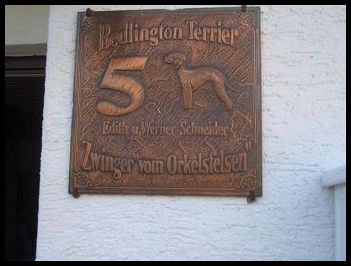 Bedlington Terrier
5
Edith u. Werner Schneider
"Zwinger "vom Orkelsfelsen"